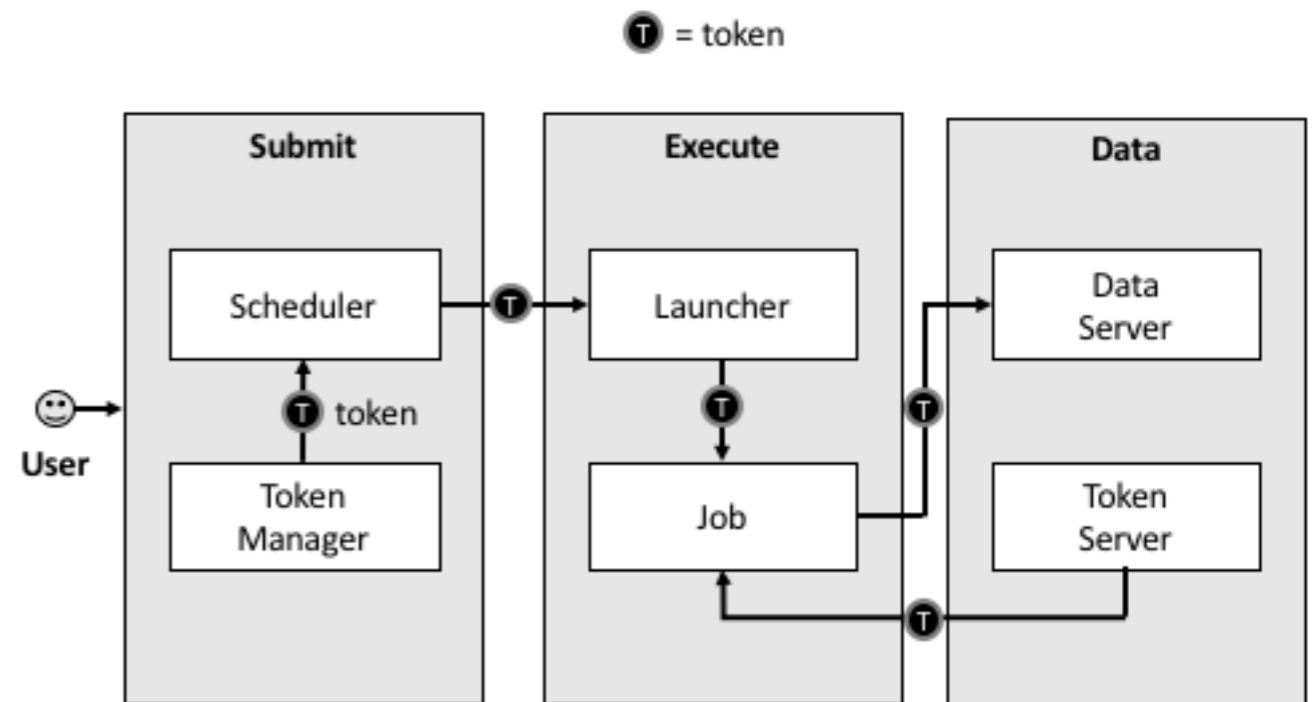 T = token
Submit
Execute
Data
Scheduler
T
Launcher
Data
Server
T token
T
T
User
Token
Manager
Job
Token
Server
T